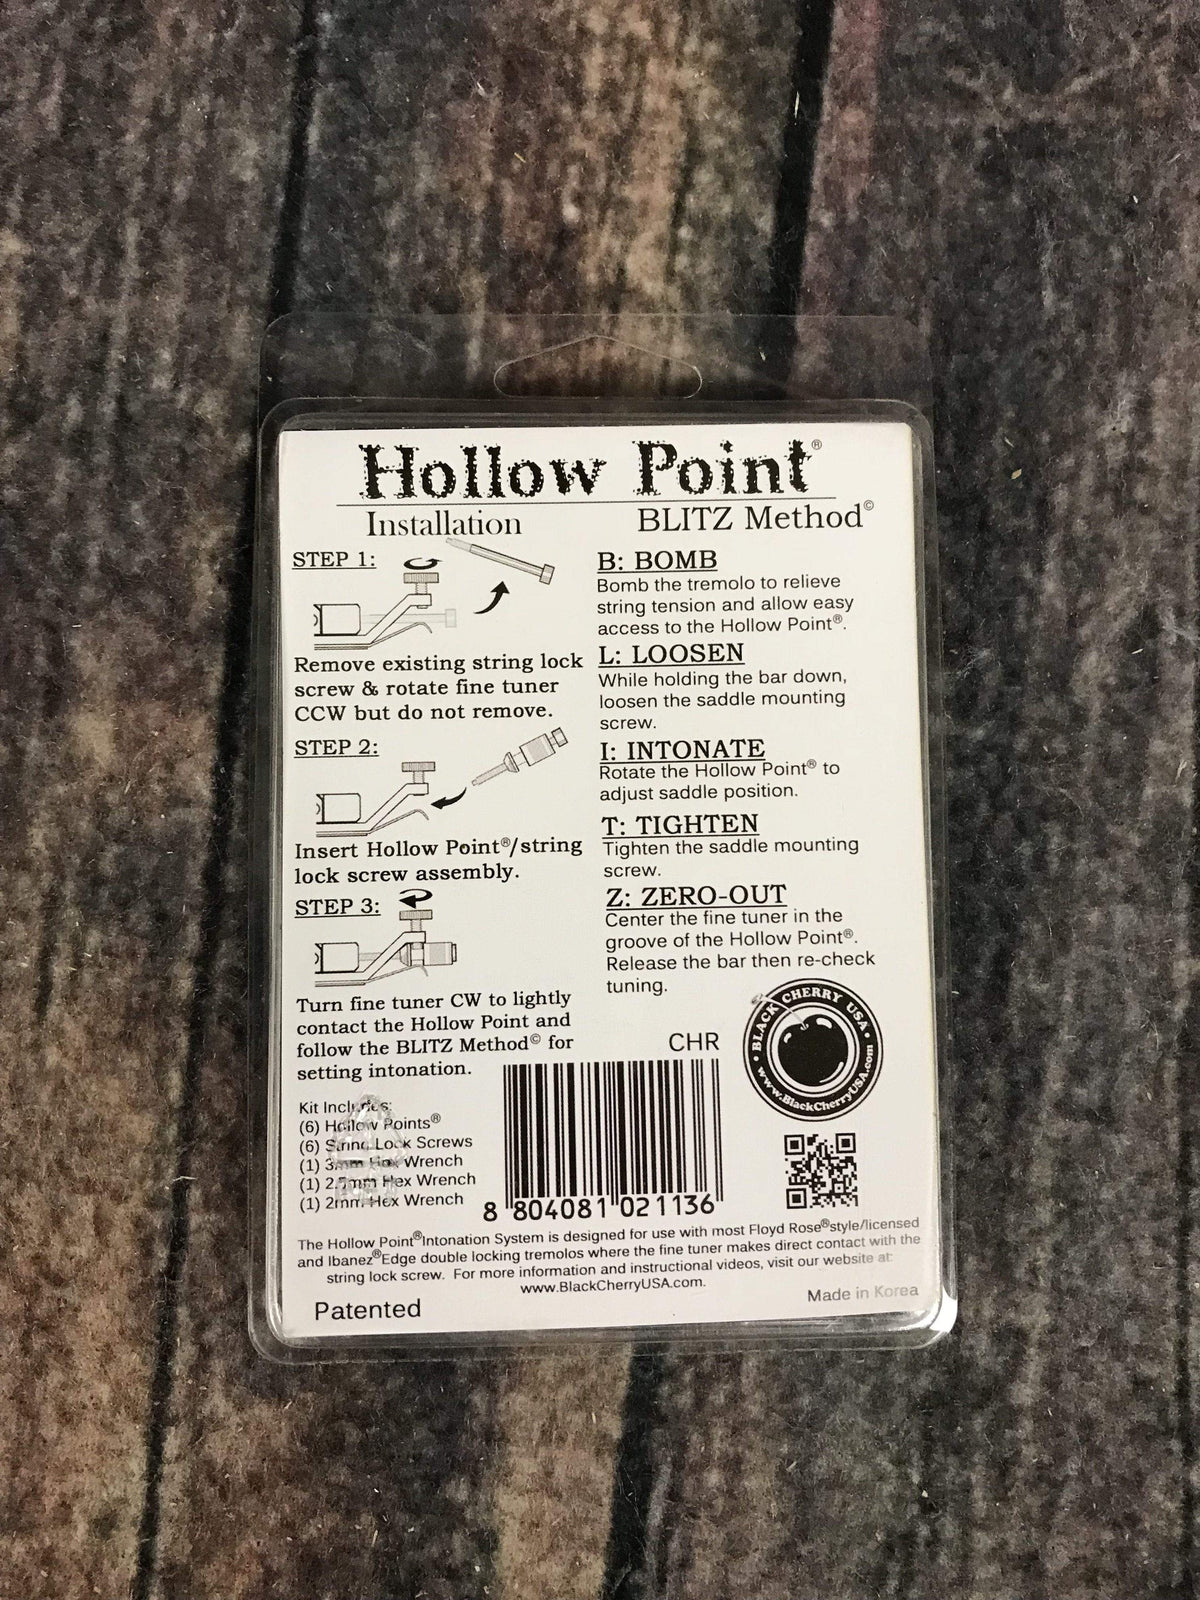 Hollow Point®
Installation
STEP 1:
Remove existing string lock
screw & rotate fine tuner
CCW but do not remove.
STEP 2:
Insert Hollow Point®/string
lock screw assembly.
STEP 3:
Turn fine tuner CW to lightly
contact the Hollow Point and
follow the BLITZ Method© for
setting intonation.
BLITZ Method©
B: BOMB
Bomb the tremolo to relieve
string tension and allow easy
access to the Hollow Point®.
L: LOOSEN
While holding the bar down,
loosen the saddle mounting
screw.
I: INTONATE
Rotate the Hollow Point® to
adjust saddle position.
T: TIGHTEN
Tighten the saddle mounting
screw.
Z: ZERO-OUT
Center the fine tuner in the
groove of the Hollow Point®.
Release the bar then re-check
tuning.
Kit Includes:
(6) Hollow Points®
(6) String Lock Screws
(1) 3mm Hex Wrench
(1) 2.5mm Hex Wrench
(1) 2mm Hex Wrench
CHR
8 804081 021136
BLACK CHERRY USA
www.BlackCherryUSA.com
The Hollow Point®Intonation System is designed for use with most Floyd Rose®style/licensed
and Ibanez®Edge double locking tremolos where the fine tuner makes direct contact with the
string lock screw. For more information and instructional videos, visit our website at:
www.BlackCherryUSA.com.
Patented
Made in Korea